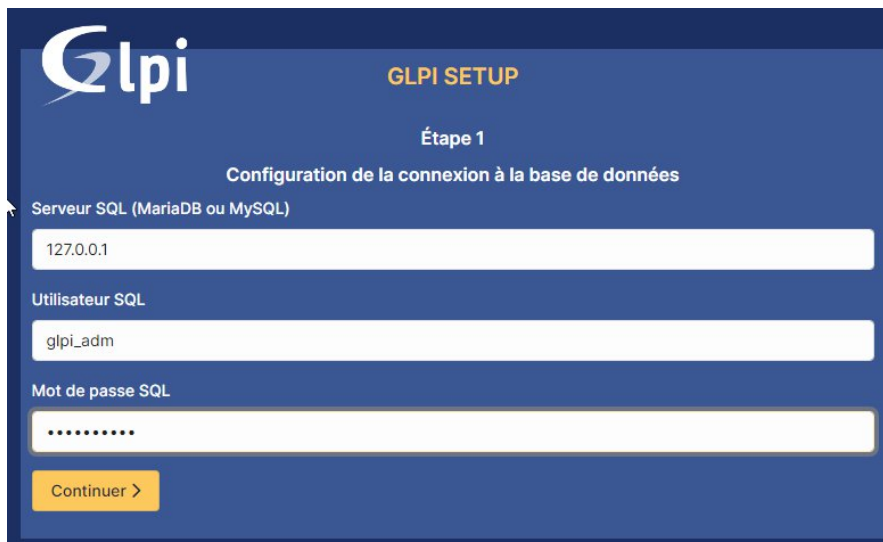 Glpi
GLPI SETUP
Étape 1
Configuration de la connexion à la base de données
Serveur SQL (MariaDB ou MySQL)
127.0.0.1
Utilisateur SQL
glpi_adm
Mot de passe SQL
••••••••••
Continuer >